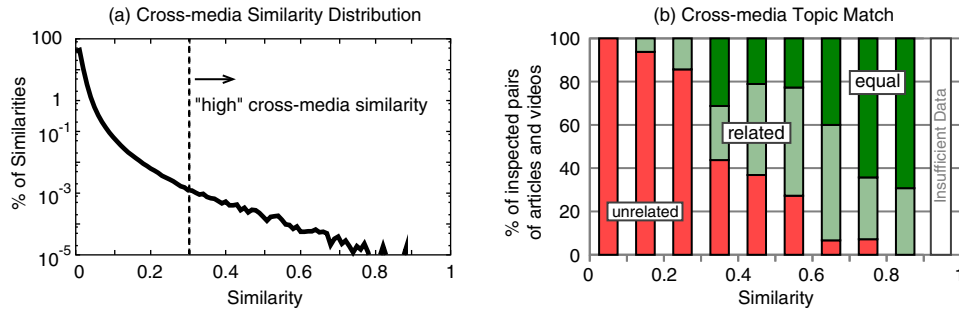 (a) Cross-media Similarity Distribution
% of Similarities
100
1
10-1
10-3
10-5
"high" cross-media similarity
0 0.2 0.4 0.6 0.8 1
Similarity
(b) Cross-media Topic Match
% of inspected pairs
of articles and videos
100
80
60
40
20
0
equal
related
unrelated
Insufficient Data
0 0.2 0.4 0.6 0.8 1
Similarity